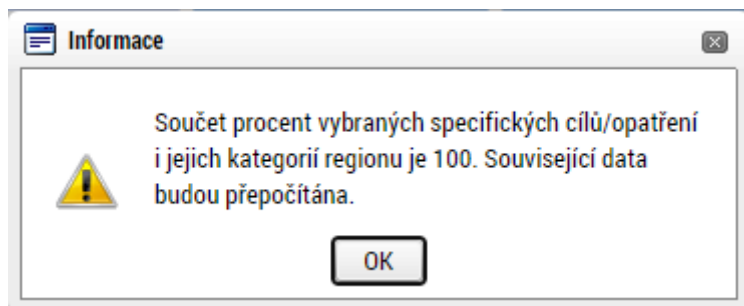 Informace
Součet procent vybraných specifických cílů/opatření
i jejich kategorií regionu je 100. Související data
budou přepočítána.
OK